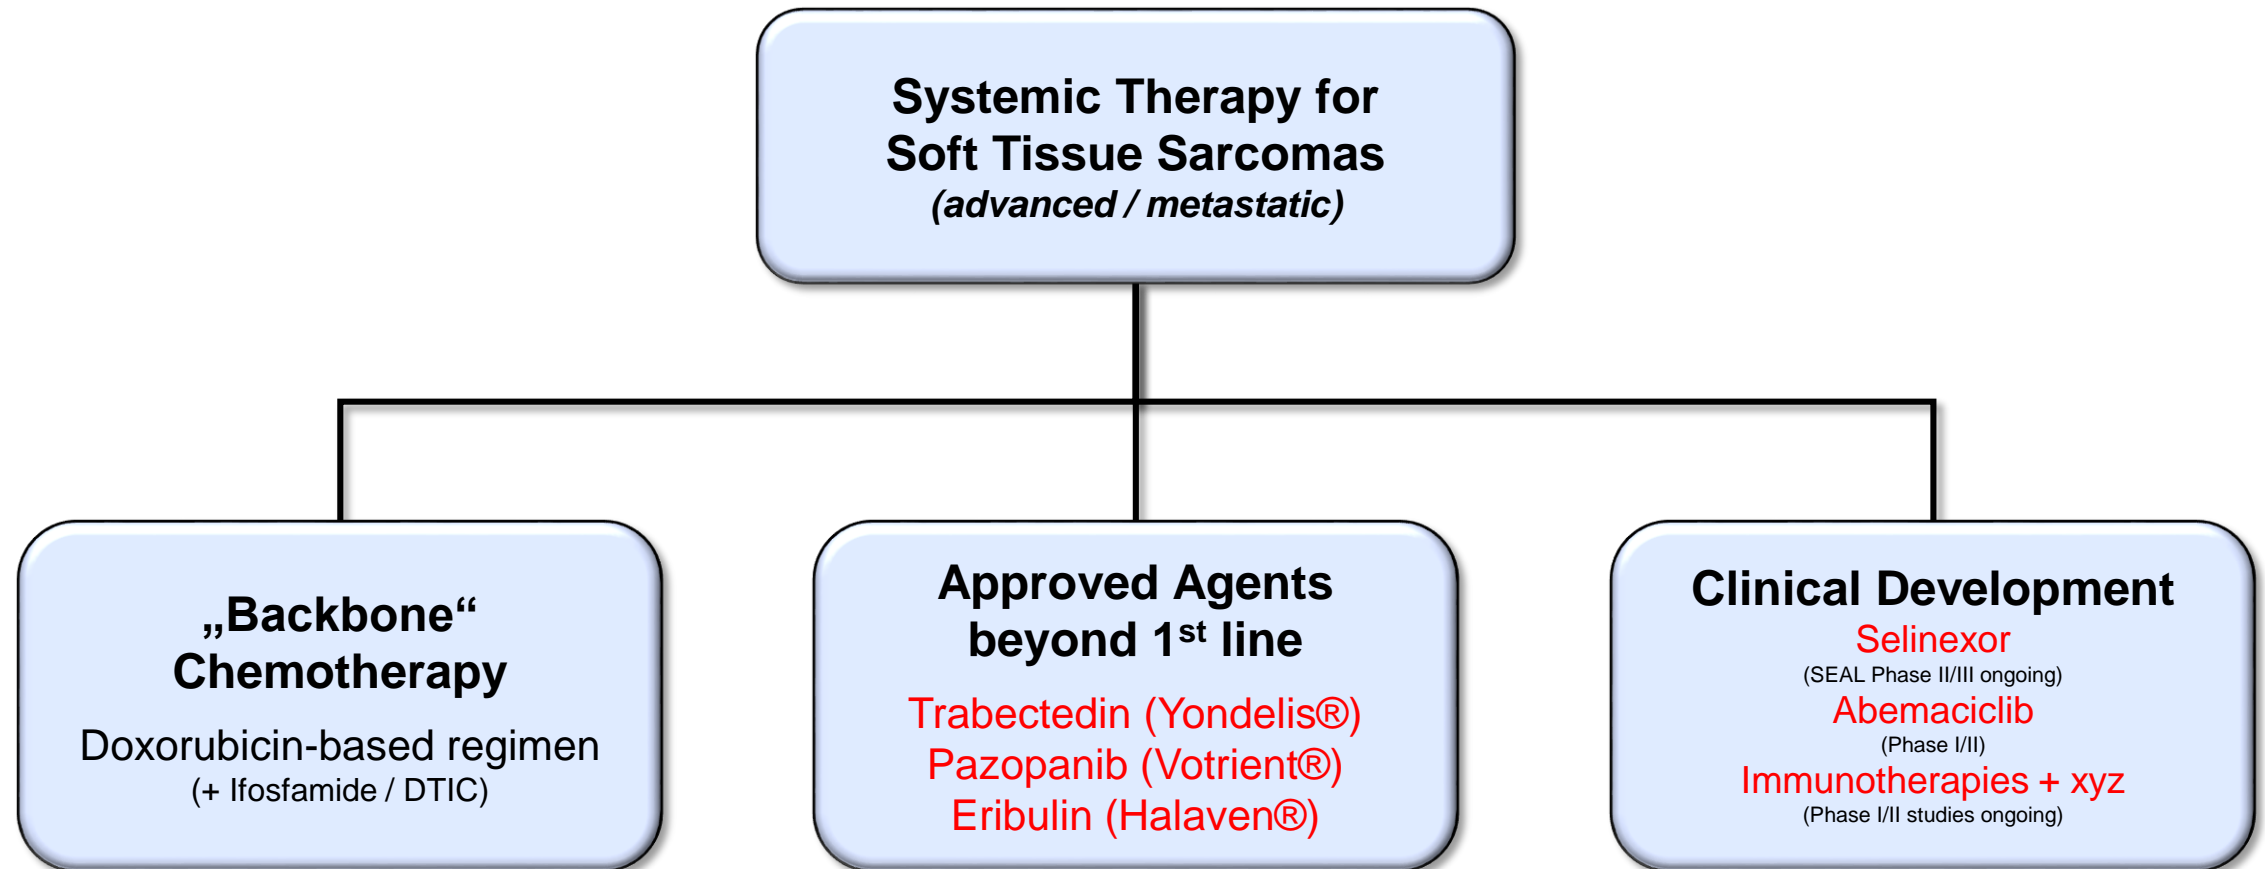 Systemic Therapy for
Soft Tissue Sarcomas
(advanced / metastatic)
„Backbone“
Chemotherapy
Doxorubicin-based regimen
(+ Ifosfamide / DTIC)
Approved Agents
beyond 1st line
Trabectedin (Yondelis®)
Pazopanib (Votrient®)
Eribulin (Halaven®)
Clinical Development
Selinexor
(SEAL Phase II/III ongoing)
Abemaciclib
(Phase I/II)
Immunotherapies + xyz
(Phase I/II studies ongoing)